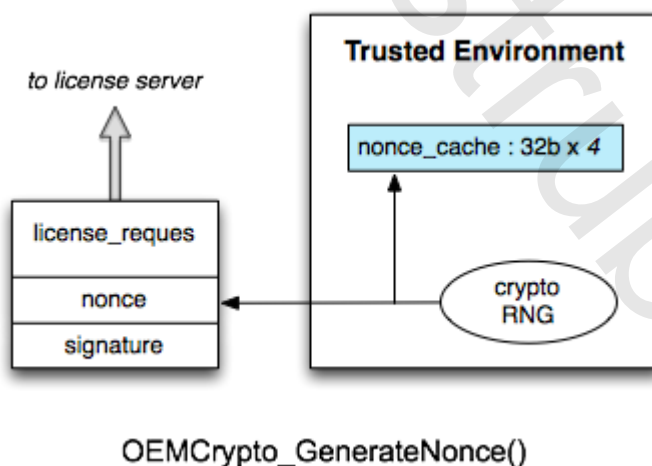 Trusted Environment
to license server
nonce_cache : 32b x 4
license_reques
nonce
signature
crypto
RNG
OEMCrypto_GenerateNonce()